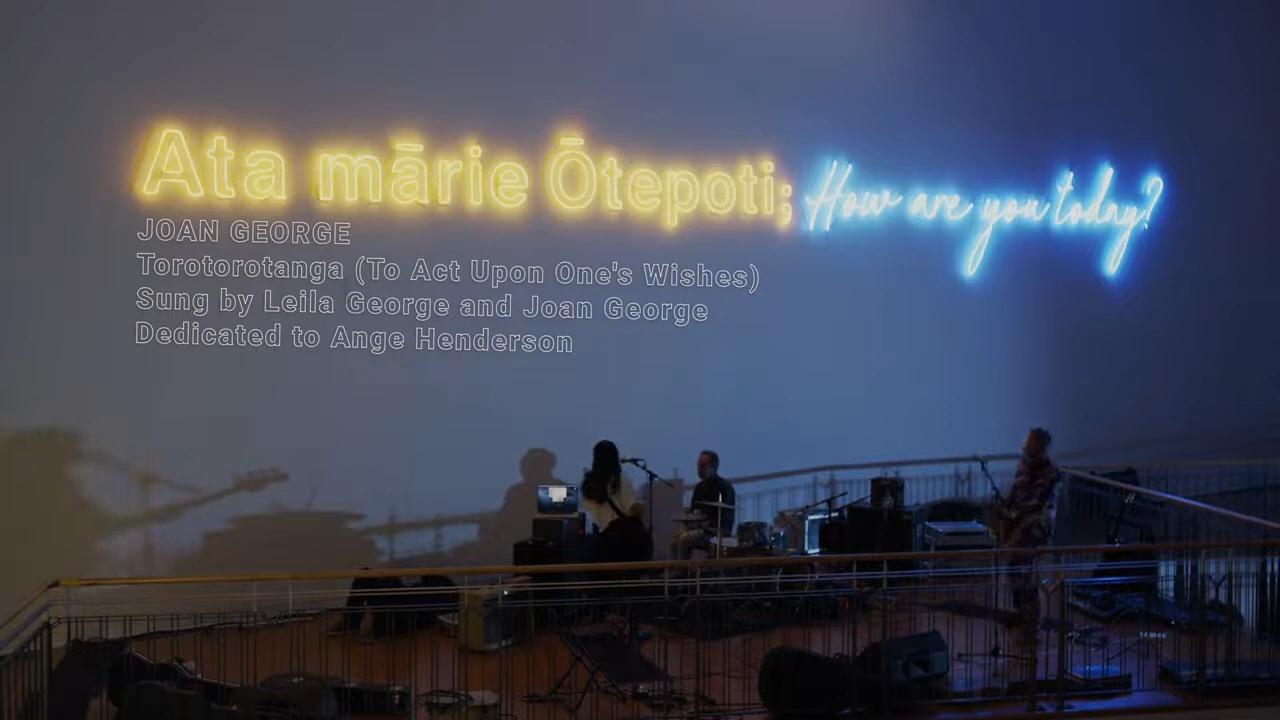 Ata mārie Ōtepoti; How are you today?
JOAN GEORGE
Torotorotanga (To Act Upon One's Wishes)
Sung by Leila George and Joan George
Dedicated to Ange Henderson